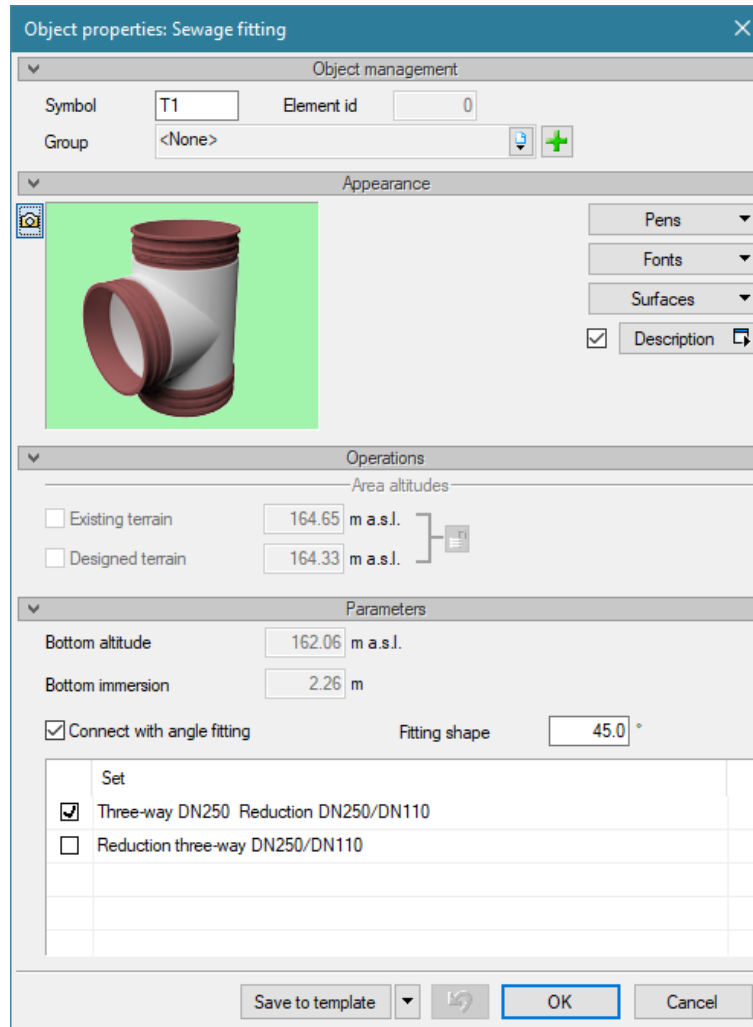 Object properties: Sewage fitting
Object management
Symbol T1 Element id 0
Group <None>
Appearance
Pens
Fonts
Surfaces
Description
Operations
Area altitudes
Existing terrain 164.65 m a.s.l.
Designed terrain 164.33 m a.s.l.
Parameters
Bottom altitude 162.06 m a.s.l.
Bottom immersion 2.26 m
Connect with angle fitting Fitting shape 45.0 °
Set
Three-way DN250 Reduction DN250/DN110
Reduction three-way DN250/DN110
Save to template OK Cancel